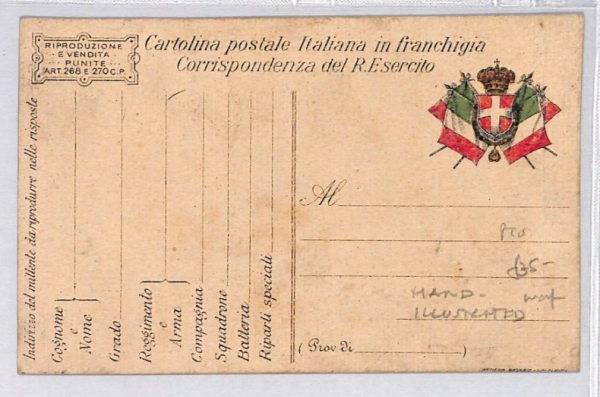 RIPRODUZIONE
E VENDITA
PUNITE
ART. 268 E 270 C.P.
Cartolina postale Italiana in franchigia
Corrispondenza del R. Esercito
Indirizzo del mittente da riprodurre nelle risposte
Cognome
e
Nome
Grado
Reggimento
e
Arma
Compagnia
Squadrone
Batteria
Riparti speciali
Al
£35-
HAND-
ILLUSTRATED
(Prov. di )